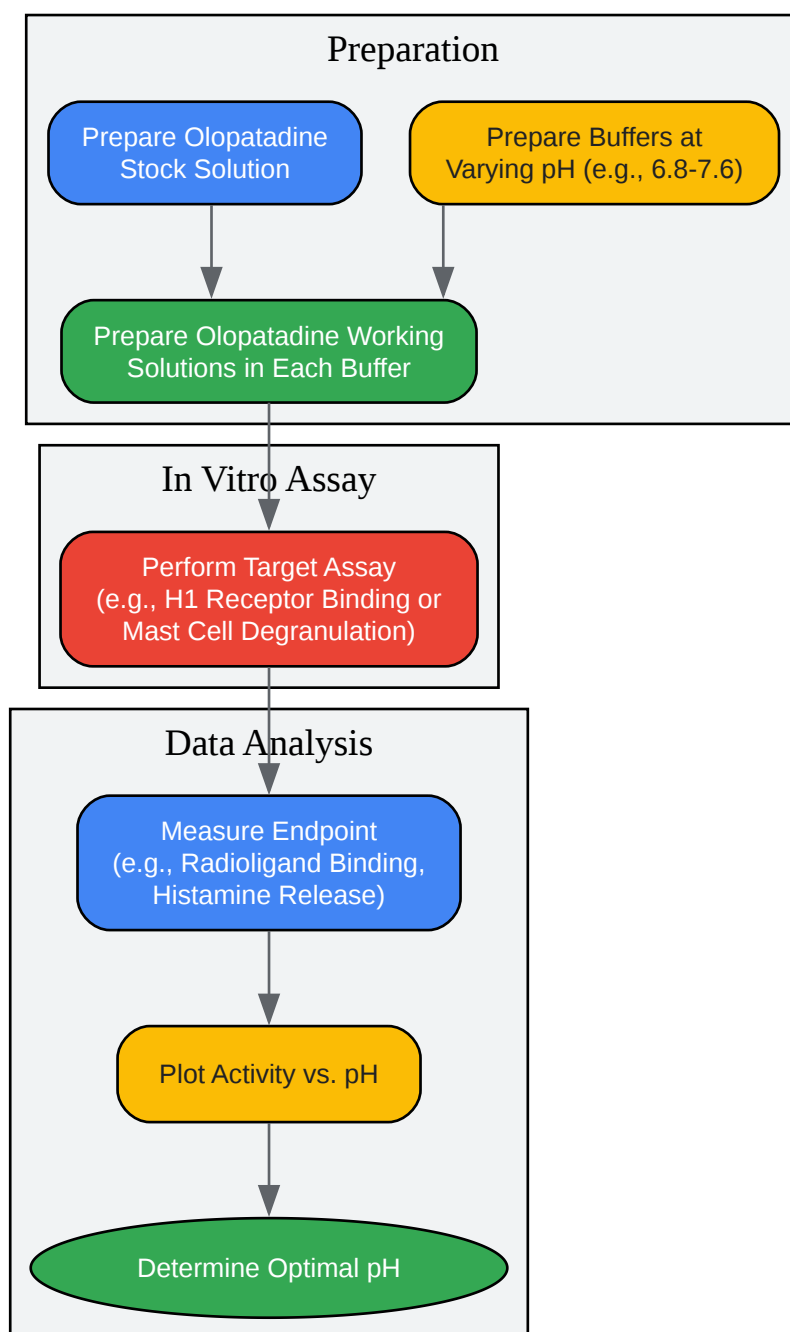 Preparation
Prepare Olopatadine
Stock Solution
Prepare Buffers at
Varying pH (e.g., 6.8-7.6)
Prepare Olopatadine Working
Solutions in Each Buffer
In Vitro Assay
Perform Target Assay
(e.g., H1 Receptor Binding or
Mast Cell Degranulation)
Data Analysis
Measure Endpoint
(e.g., Radioligand Binding,
Histamine Release)
Plot Activity vs. pH
Determine Optimal pH